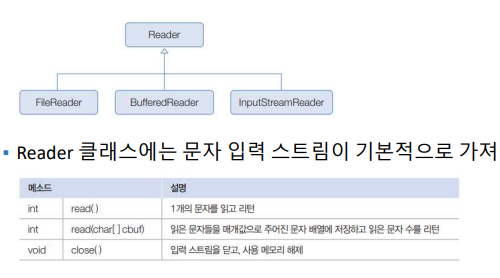 Reader
FileReader BufferedReader InputStreamReader
▪ Reader 클래스에는 문자 입력 스트림이 기본적으로 가져
메소드 설명
int read( ) 1개의 문자를 읽고 리턴
int read(char[ ] cbuf) 읽은 문자들을 매개값으로 주어진 문자 배열에 저장하고 읽은 문자 수를 리턴
void close( ) 입력 스트림을 닫고, 사용 메모리 해제